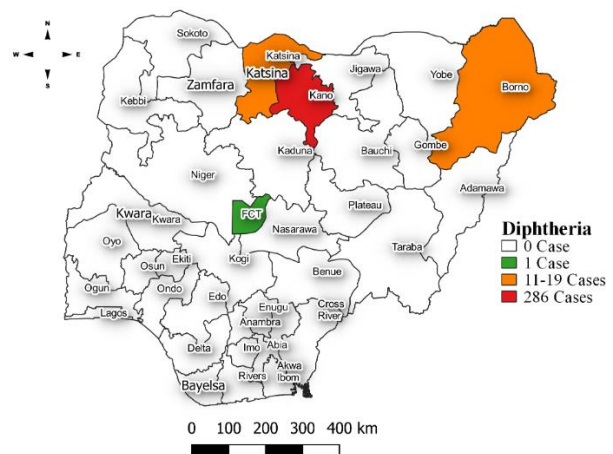 N
W
E
S
Sokoto
Katsina
Katsina
Jigawa
Zamfara
Yobe
Borno
Kebbi
Kano
Gombe
Kaduna
Bauchi
Niger
Adamawa
Kwara
Kwara
FCT
Plateau
Nasarawa
Taraba
Oyo
Ekiti
Kogi
Osun
Benue
Ogun
Ondo
Edo
Enugu
Cross
River
Lagos
Anambra
Delta
Imo
Abia
Akwa
Ibom
Bayelsa
Rivers
Diphtheria
0 Case
1 Case
11-19 Cases
286 Cases
0 100 200 300 400 km